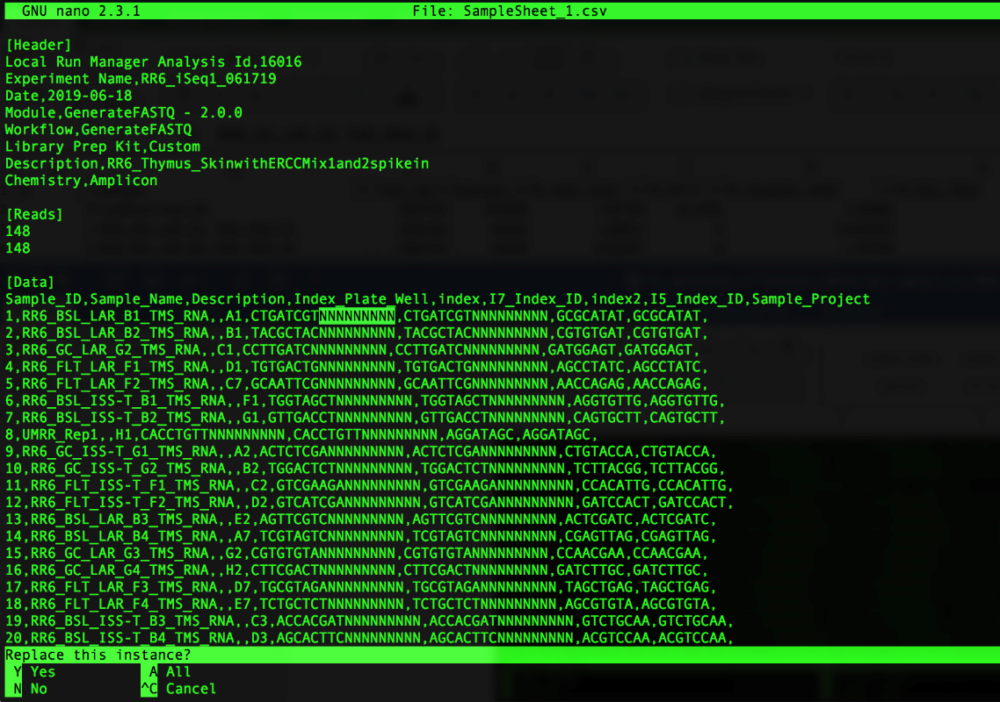 GNU nano 2.3.1 File: SampleSheet_1.csv
[Header]
Local Run Manager Analysis Id,16016
Experiment Name,RR6_iSeq1_061719
Date,2019-06-18
Module,GenerateFASTQ - 2.0.0
Workflow,GenerateFASTQ
Library Prep Kit,Custom
Description,RR6_Thymus_SkinwithERCCMix1and2spikein
Chemistry,Amplicon
[Reads]
148
148
[Data]
Sample_ID,Sample_Name,Description,Index_Plate_Well,index,I7_Index_ID,index2,I5_Index_ID,Sample_Project
1,RR6_BSL_LAR_B1_TMS_RNA,,A1,CTGATCGTNNNNNNNNN,CTGATCGTNNNNNNNNN,GCGCATAT,GCGCATAT,
2,RR6_BSL_LAR_B2_TMS_RNA,,B1,TACGCTACNNNNNNNNN,TACGCTACNNNNNNNNN,CGTGTGAT,CGTGTGAT,
3,RR6_GC_LAR_G2_TMS_RNA,,C1,CCTTGATCNNNNNNNNN,CCTTGATCNNNNNNNNN,GATGGAGT,GATGGAGT,
4,RR6_FLT_LAR_F1_TMS_RNA,,D1,TGTGACTGNNNNNNNNN,TGTGACTGNNNNNNNNN,AGCCTATC,AGCCTATC,
5,RR6_FLT_LAR_F2_TMS_RNA,,C7,GCAATTCGNNNNNNNNN,GCAATTCGNNNNNNNNN,AACCAGAG,AACCAGAG,
6,RR6_BSL_ISS-T_B1_TMS_RNA,,F1,TGGTAGCTNNNNNNNNN,TGGTAGCTNNNNNNNNN,AGGTGTTG,AGGTGTTG,
7,RR6_BSL_ISS-T_B2_TMS_RNA,,G1,GTTGACCTNNNNNNNNN,GTTGACCTNNNNNNNNN,CAGTGCTT,CAGTGCTT,
8,UMRR_Rep1,,H1,CACCTGTTNNNNNNNNN,CACCTGTTNNNNNNNNN,AGGATAGC,AGGATAGC,
9,RR6_GC_ISS-T_G1_TMS_RNA,,A2,ACTCTCGANNNNNNNNN,ACTCTCGANNNNNNNNN,CTGTACCA,CTGTACCA,
10,RR6_GC_ISS-T_G2_TMS_RNA,,B2,TGGACTCTNNNNNNNNN,TGGACTCTNNNNNNNNN,TCTTACGG,TCTTACGG,
11,RR6_FLT_ISS-T_F1_TMS_RNA,,C2,GTCGAAGANNNNNNNNN,GTCGAAGANNNNNNNNN,CCACATTG,CCACATTG,
12,RR6_FLT_ISS-T_F2_TMS_RNA,,D2,GTCATCGANNNNNNNNN,GTCATCGANNNNNNNNN,GATCCACT,GATCCACT,
13,RR6_BSL_LAR_B3_TMS_RNA,,E2,AGTTCGTCNNNNNNNNN,AGTTCGTCNNNNNNNNN,ACTCGATC,ACTCGATC,
14,RR6_BSL_LAR_B4_TMS_RNA,,A7,TCGTAGTCNNNNNNNNN,TCGTAGTCNNNNNNNNN,CGAGTTAG,CGAGTTAG,
15,RR6_GC_LAR_G3_TMS_RNA,,G2,CGTGTGTANNNNNNNNN,CGTGTGTANNNNNNNNN,CCAACGAA,CCAACGAA,
16,RR6_GC_LAR_G4_TMS_RNA,,H2,CTTCGACTNNNNNNNNN,CTTCGACTNNNNNNNNN,GATCTTGC,GATCTTGC,
17,RR6_FLT_LAR_F3_TMS_RNA,,D7,TGCGTAGANNNNNNNNN,TGCGTAGANNNNNNNNN,TAGCTGAG,TAGCTGAG,
18,RR6_FLT_LAR_F4_TMS_RNA,,E7,TCTGCTCTNNNNNNNNN,TCTGCTCTNNNNNNNNN,AGCGTGTA,AGCGTGTA,
19,RR6_BSL_ISS-T_B3_TMS_RNA,,C3,ACCACGATNNNNNNNNN,ACCACGATNNNNNNNNN,GTCTGCAA,GTCTGCAA,
20,RR6_BSL_ISS-T_B4_TMS_RNA,,D3,AGCACTTCNNNNNNNNN,AGCACTTCNNNNNNNNN,ACGTCCAA,ACGTCCAA,
Replace this instance?
Y Yes A All
N No ^C Cancel